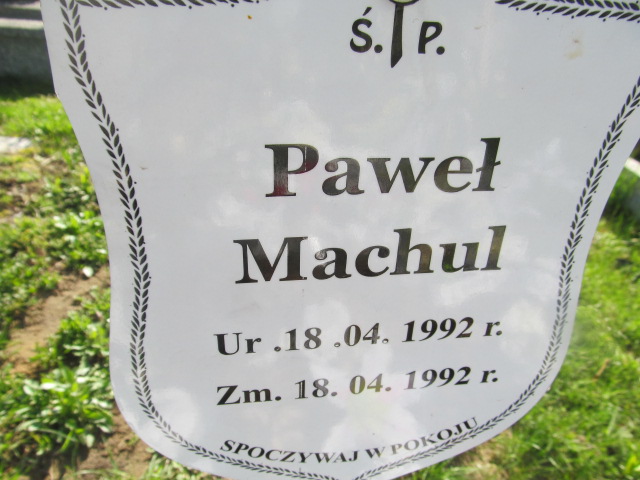 Ś. P.
Paweł
Machul
Ur .18 .04. 1992 r.
Zm. 18. 04. 1992 r.
SPOCZYWAJ W POKOJU